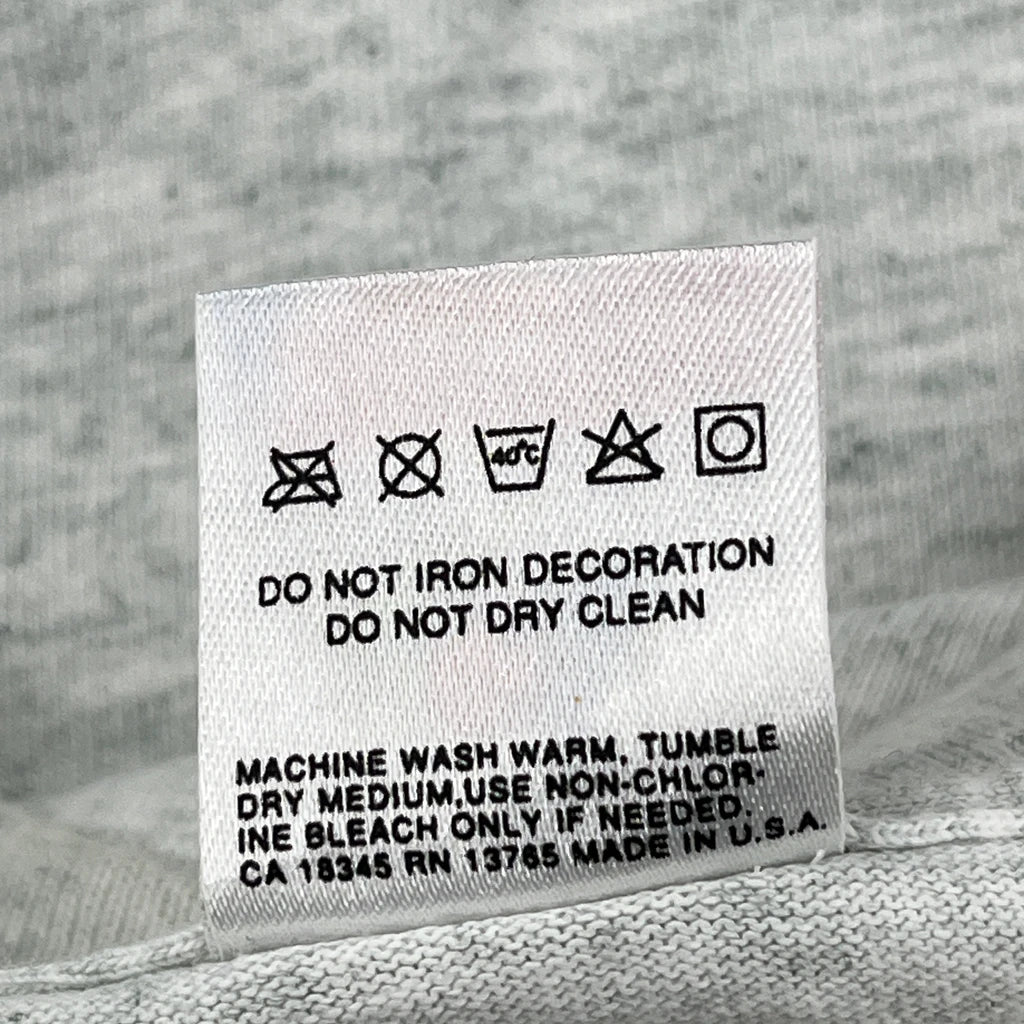 40°C
DO NOT IRON DECORATION
DO NOT DRY CLEAN
MACHINE WASH WARM, TUMBLE
DRY MEDIUM,USE NON-CHLOR-
INE BLEACH ONLY IF NEEDED.
CA 18345 RN 13765 MADE IN U.S.A.